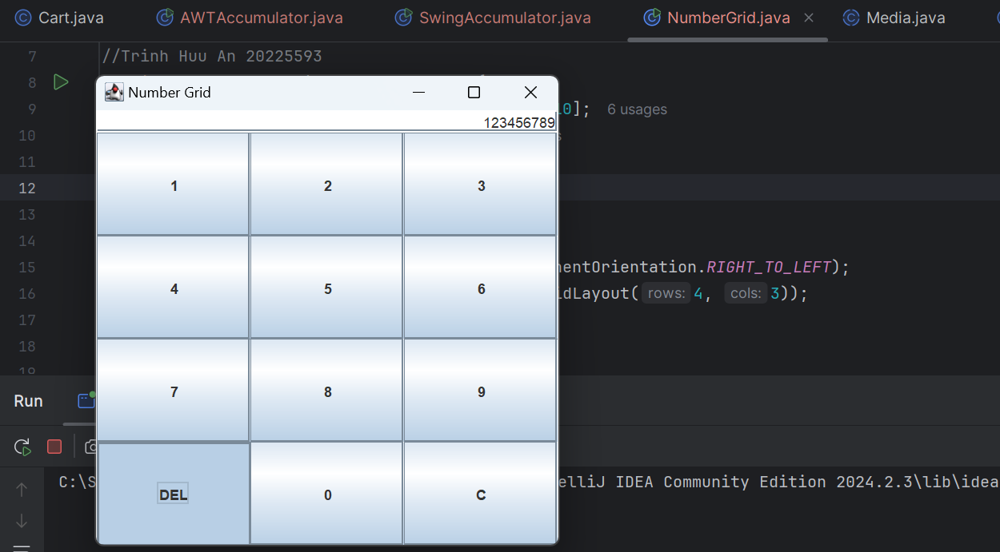 Cart.java AWTAccumulator.java SwingAccumulator.java NumberGrid.java Media.java
7 //Trinh Huu An 20225593
8
Number Grid
9 10]; 6 usages
123456789
10
11
12
13
14
15 mentOrientation.RIGHT_TO_LEFT);
16 idLayout( rows: 4, cols: 3));
17
18
19
1 2 3
4 5 6
7 8 9
DEL 0 C
Run
C:\S elliJ IDEA Community Edition 2024.2.3\lib\idea